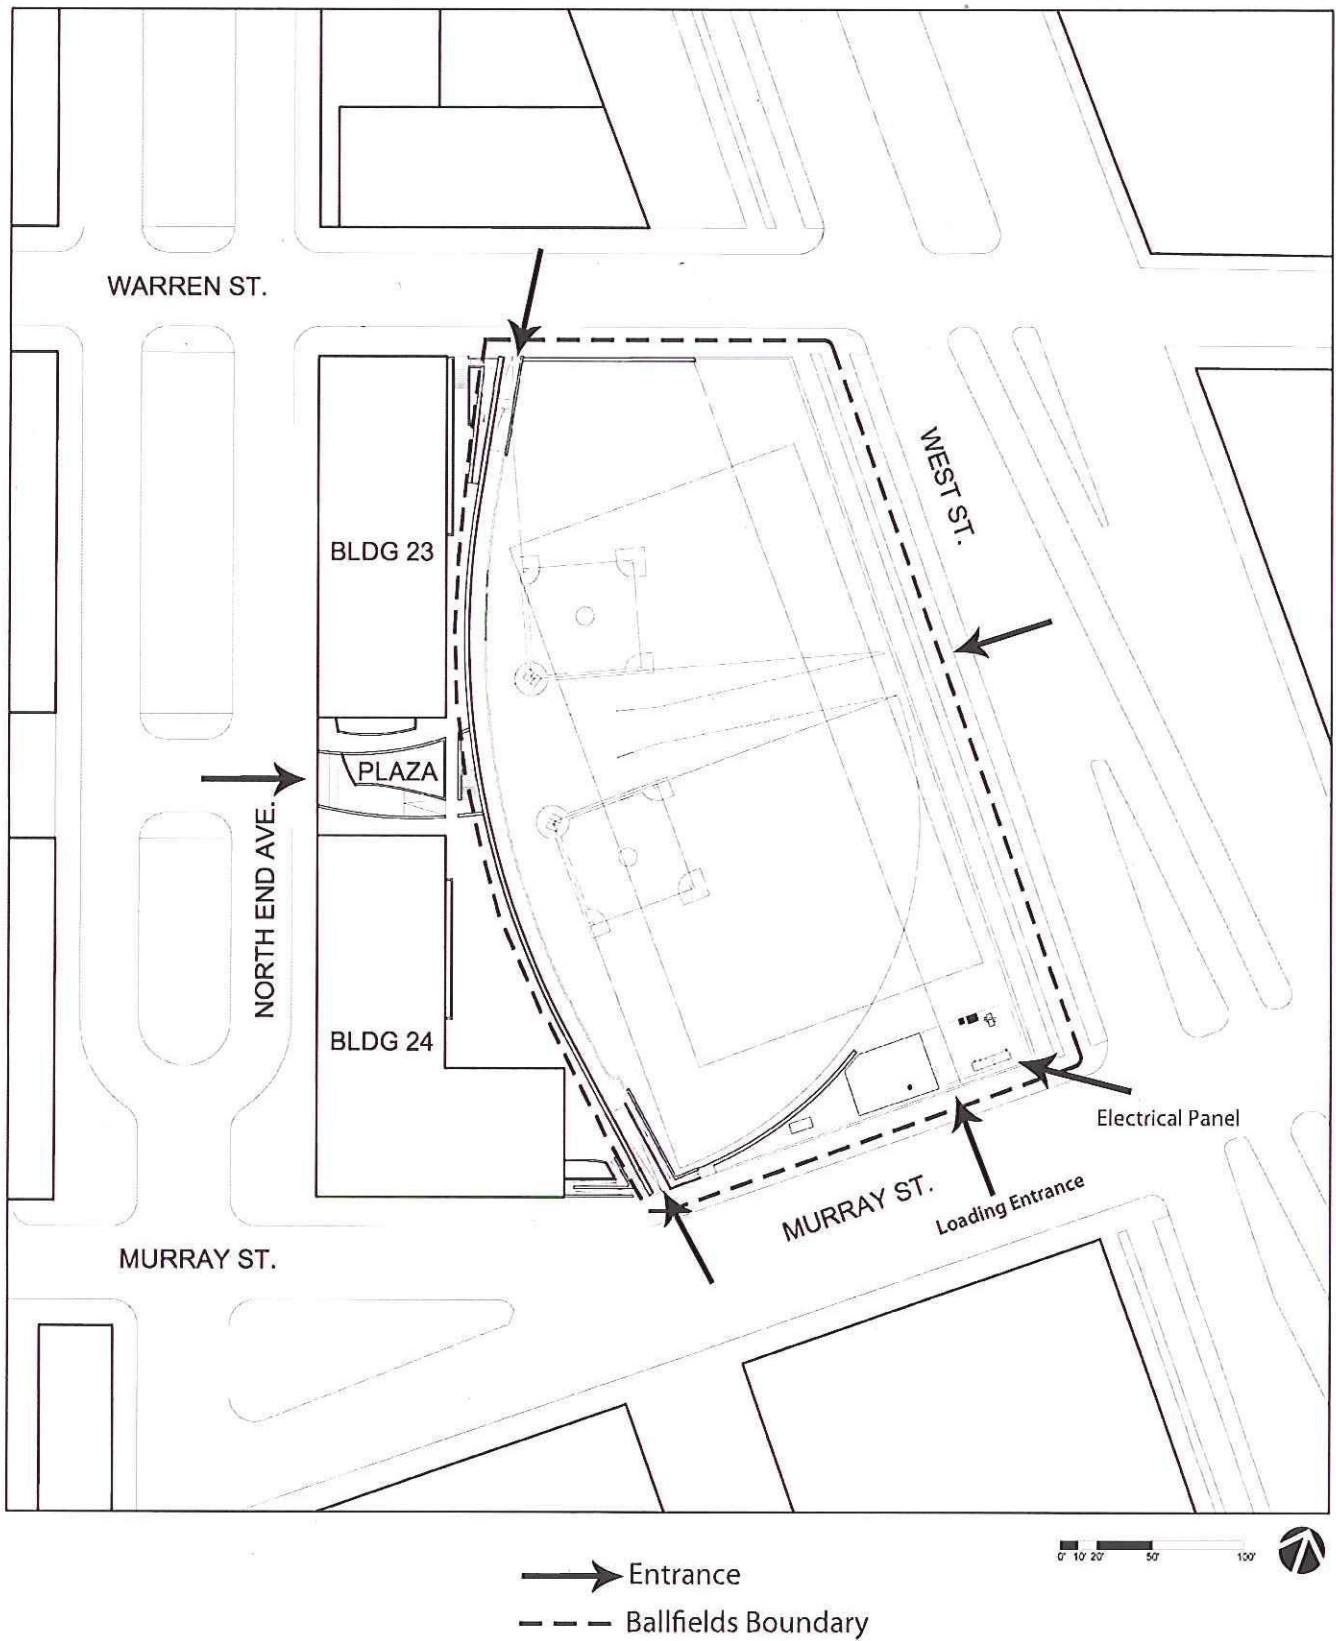 WARREN ST.
WEST ST.
BLDG 23
PLAZA
NORTH END AVE.
BLDG 24
Electrical Panel
MURRAY ST.
Loading Entrance
MURRAY ST.
0' 10' 20' 50' 100'
Entrance
Ballfields Boundary